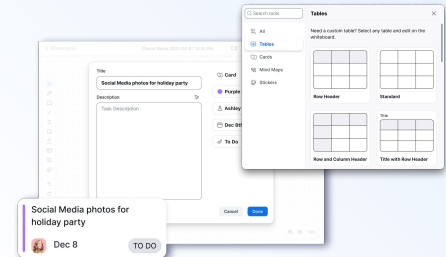 Search tools
Tables
All
Tables
Cards
Mind Maps
Stickers
Need a custom table? Select any table and edit on the
whiteboard.
Row Header
Standard
Title
Row and Column Header
Title with Row Header
Title
Social Media photos for holiday party
Description
Task Description
Card
Purple
Ashley
Dec 8th
To Do
Cancel
Done
Social Media photos for
holiday party
Dec 8
TO DO